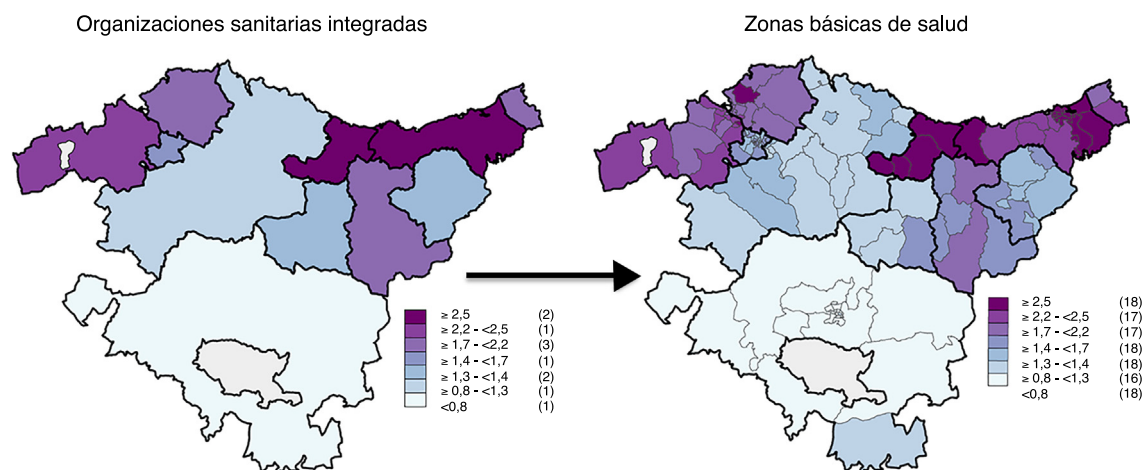 Organizaciones sanitarias integradas
Zonas básicas de salud
≥ 2,5 (2)
≥ 2,2 - <2,5 (1)
≥ 1,7 - <2,2 (3)
≥ 1,4 - <1,7 (1)
≥ 1,3 - <1,4 (2)
≥ 0,8 - <1,3 (1)
<0,8 (1)
≥ 2,5 (18)
≥ 2,2 - <2,5 (17)
≥ 1,7 - <2,2 (17)
≥ 1,4 - <1,7 (18)
≥ 1,3 - <1,4 (18)
≥ 0,8 - <1,3 (16)
<0,8 (18)